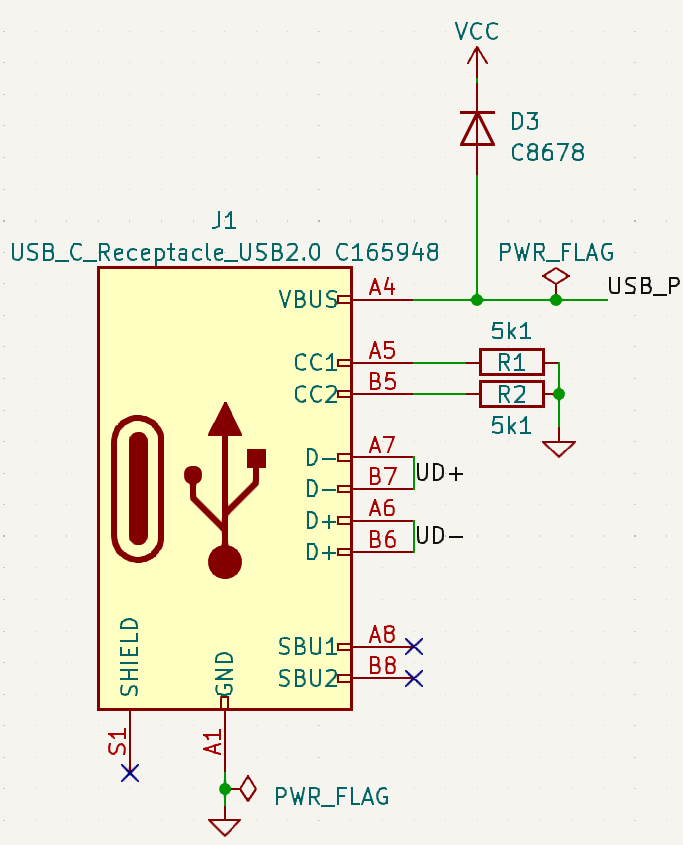 VCC
D3
C8678
J1
USB_C_Receptacle_USB2.0 C165948
PWR_FLAG
VBUS
A4
USB_P
5k1
CC1
A5
R1
CC2
B5
R2
5k1
D-
A7
UD+
D-
B7
D+
A6
UD-
D+
B6
SBU1
A8
SBU2
B8
SHIELD
GND
S1
A1
PWR_FLAG